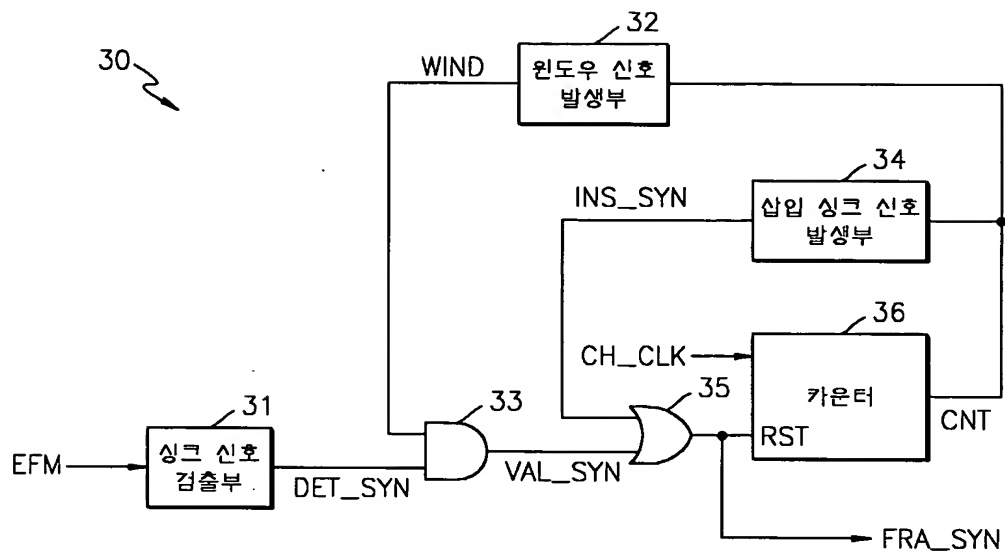 32
30
WIND
윈도우 신호
발생부
34
INS_SYN
삽입 싱크 신호
발생부
36
CH_CLK
35
카운터
31
33
RST
CNT
EFM
싱크 신호
검출부
DET_SYN
VAL_SYN
FRA_SYN